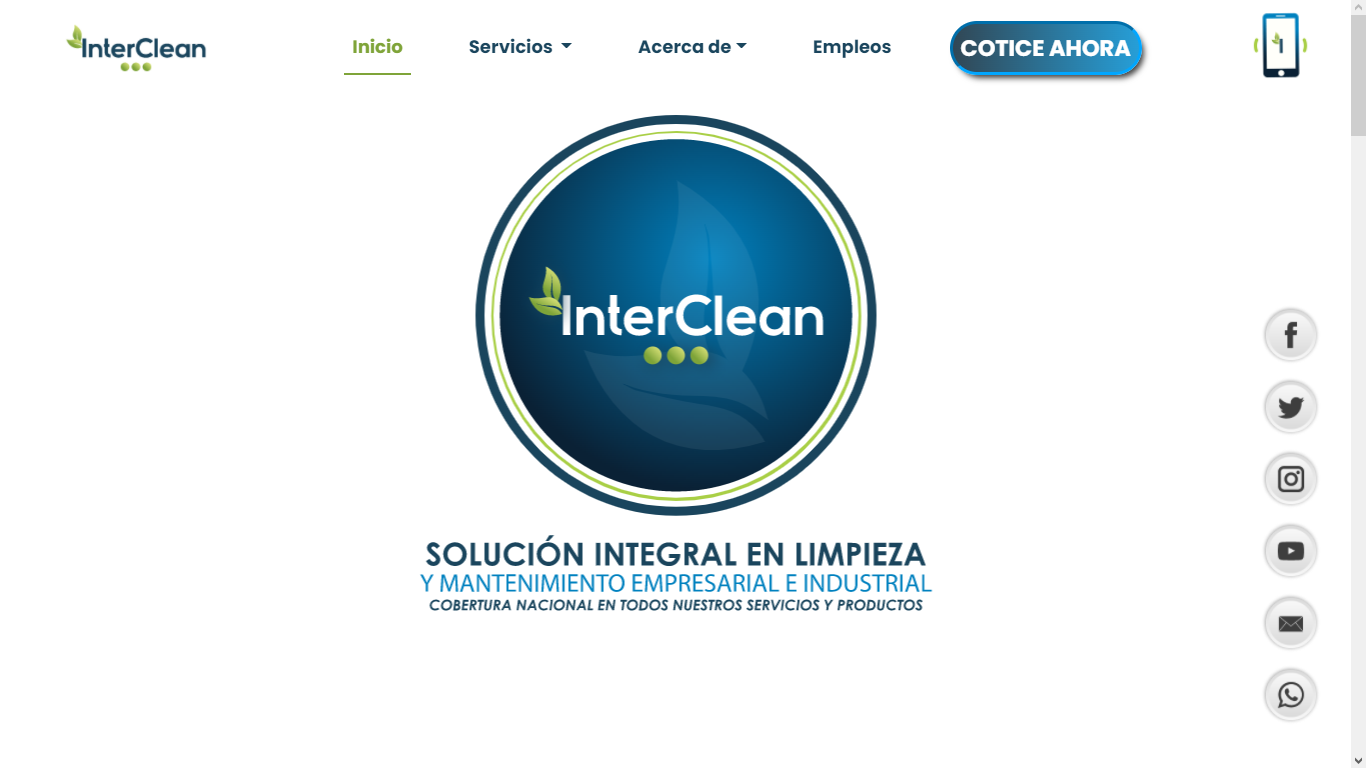 InterClean
Inicio
Servicios
Acerca de
Empleos
COTICE AHORA
InterClean
SOLUCIÓN INTEGRAL EN LIMPIEZA
Y MANTENIMIENTO EMPRESARIAL E INDUSTRIAL
COBERTURA NACIONAL EN TODOS NUESTROS SERVICIOS Y PRODUCTOS